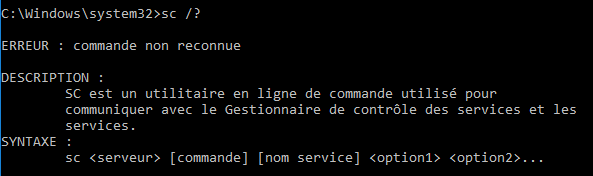 C:\Windows\system32>sc /?
ERREUR : commande non reconnue
DESCRIPTION :
SC est un utilitaire en ligne de commande utilisé pour
communiquer avec le Gestionnaire de contrôle des services et les
services.
SYNTAXE :
sc <serveur> [commande] [nom service] <option1> <option2>...